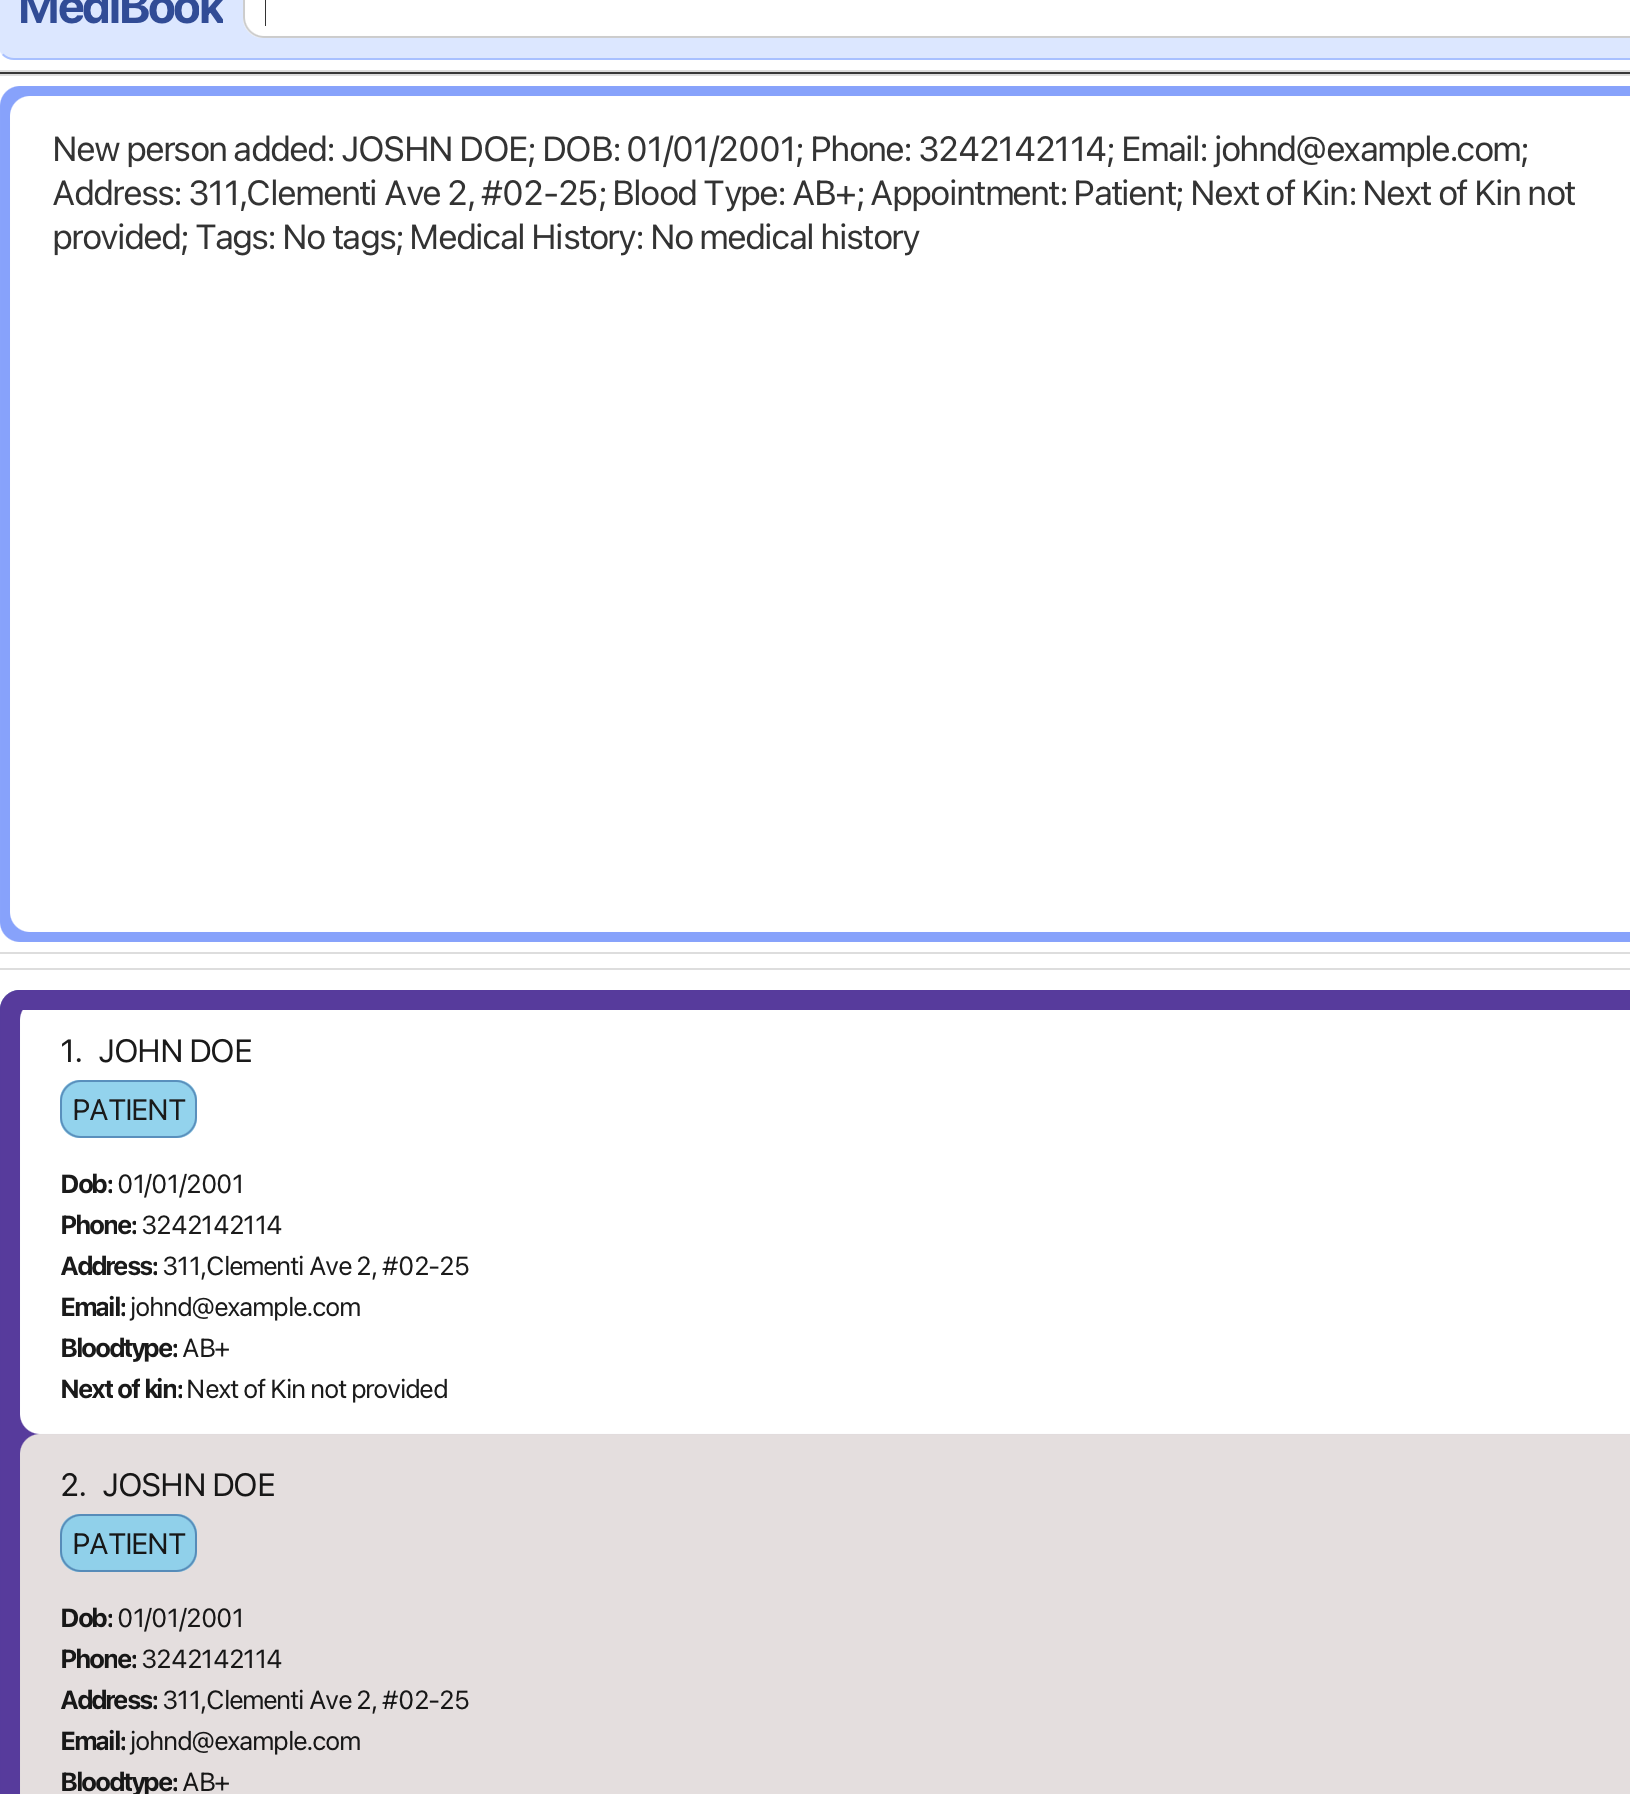 MediBook
New person added: JOSHN DOE; DOB: 01/01/2001; Phone: 3242142114; Email: johnd@example.com;
Address: 311,Clementi Ave 2, #02-25; Blood Type: AB+; Appointment: Patient; Next of Kin: Next of Kin not
provided; Tags: No tags; Medical History: No medical history
1. JOHN DOE
PATIENT
Dob: 01/01/2001
Phone: 3242142114
Address: 311,Clementi Ave 2, #02-25
Email: johnd@example.com
Bloodtype: AB+
Next of kin: Next of Kin not provided
2. JOSHN DOE
PATIENT
Dob: 01/01/2001
Phone: 3242142114
Address: 311,Clementi Ave 2, #02-25
Email: johnd@example.com
Bloodtype: AB+